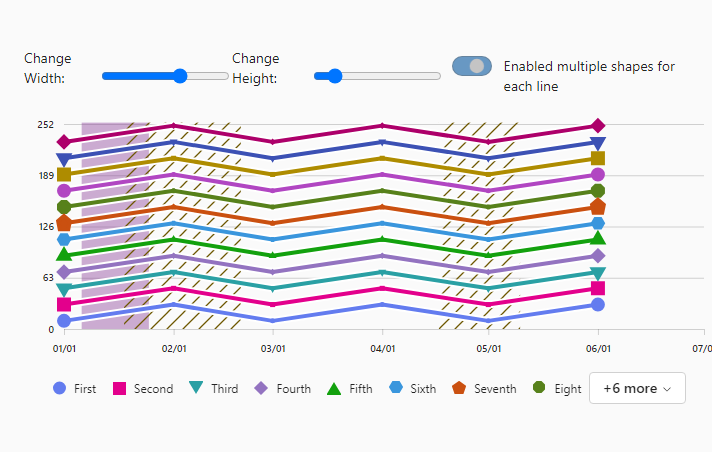 Change Width:
Change Height:
Enabled multiple shapes for
each line
252
189
126
63
0
01/01 02/01 03/01 04/01 05/01 06/01 07/0
First Second Third Fourth Fifth Sixth Seventh Eight +6 more